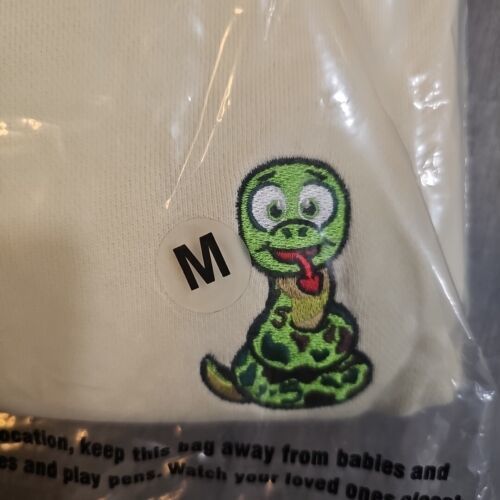 M
ocation, keep this bag away from babies and
es and play pens. Watch your loved ones